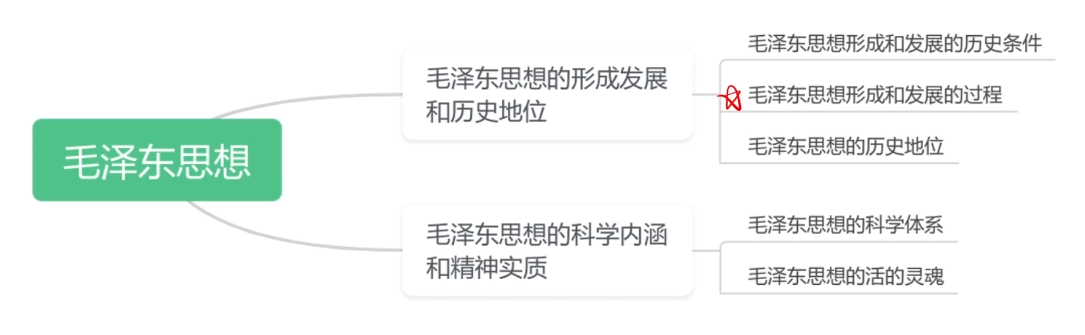 毛泽东思想
毛泽东思想的形成发展
和历史地位
毛泽东思想形成和发展的历史条件
毛泽东思想形成和发展的过程
毛泽东思想的历史地位
毛泽东思想的科学内涵
和精神实质
毛泽东思想的科学体系
毛泽东思想的活的灵魂